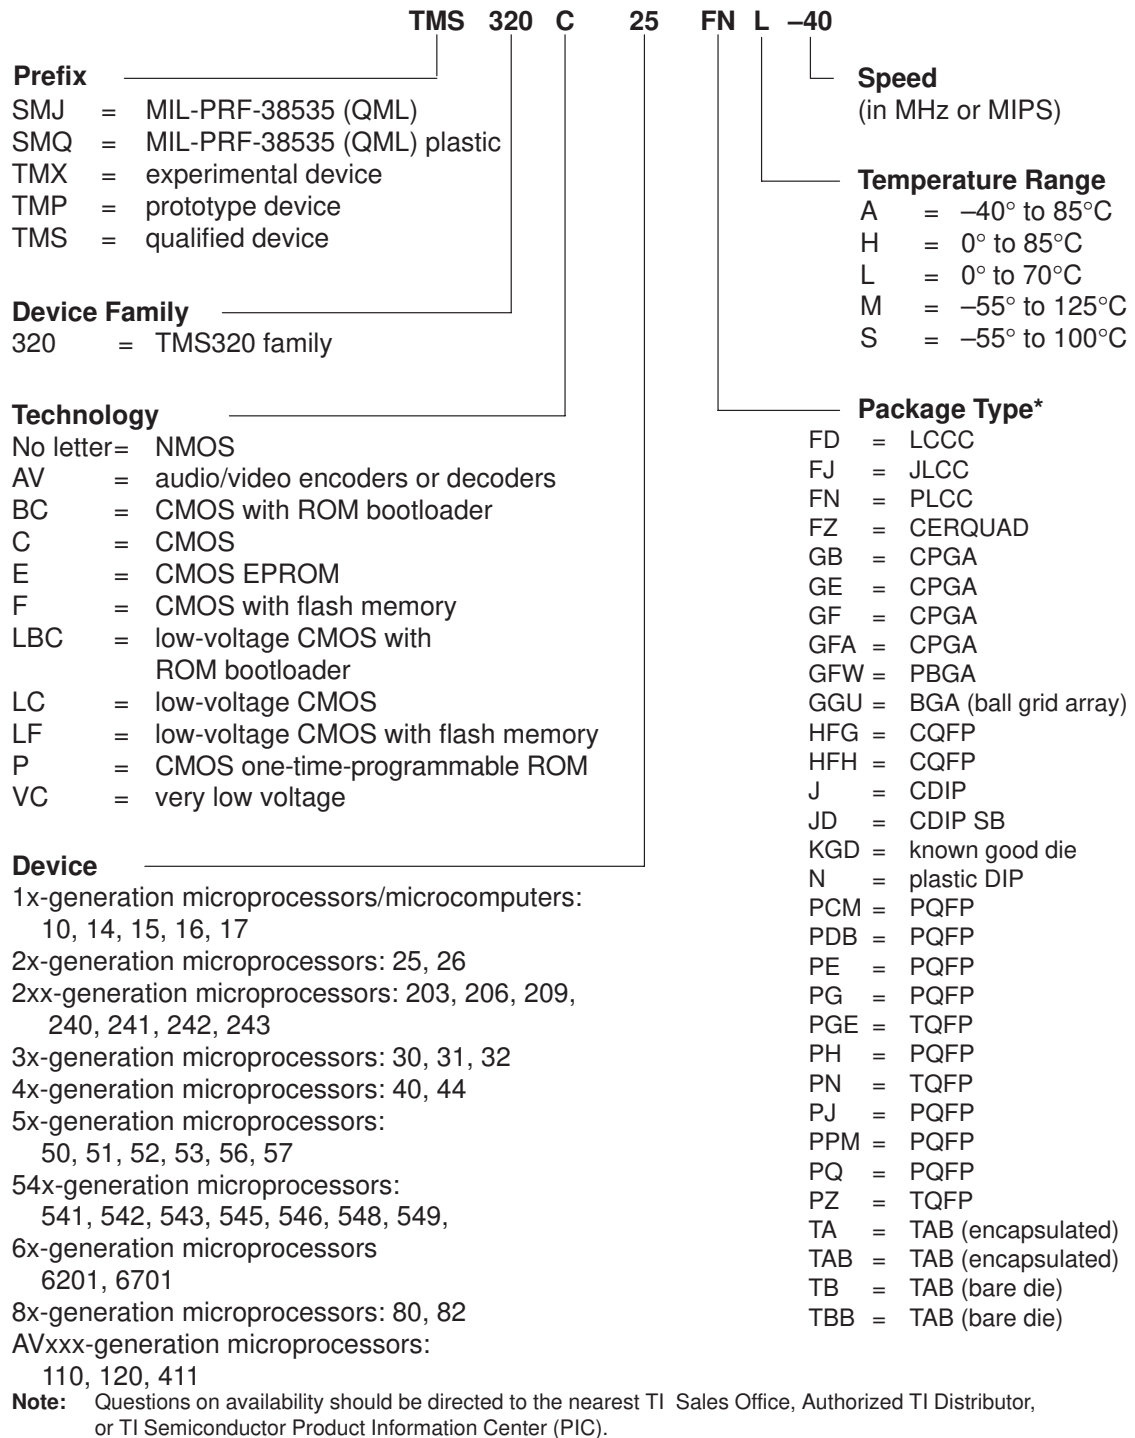 TMS 320 C 25 FN L –40
Prefix
SMJ = MIL-PRF-38535 (QML)
SMQ = MIL-PRF-38535 (QML) plastic
TMX = experimental device
TMP = prototype device
TMS = qualified device
Device Family
320 = TMS320 family
Technology
No letter= NMOS
AV = audio/video encoders or decoders
BC = CMOS with ROM bootloader
C = CMOS
E = CMOS EPROM
F = CMOS with flash memory
LBC = low-voltage CMOS with
ROM bootloader
LC = low-voltage CMOS
LF = low-voltage CMOS with flash memory
P = CMOS one-time-programmable ROM
VC = very low voltage
Device
1x-generation microprocessors/microcomputers:
10, 14, 15, 16, 17
2x-generation microprocessors: 25, 26
2xx-generation microprocessors: 203, 206, 209,
240, 241, 242, 243
3x-generation microprocessors: 30, 31, 32
4x-generation microprocessors: 40, 44
5x-generation microprocessors:
50, 51, 52, 53, 56, 57
54x-generation microprocessors:
541, 542, 543, 545, 546, 548, 549,
6x-generation microprocessors
6201, 6701
8x-generation microprocessors: 80, 82
AVxxx-generation microprocessors:
110, 120, 411
Speed
(in MHz or MIPS)
Temperature Range
A = –40° to 85°C
H = 0° to 85°C
L = 0° to 70°C
M = –55° to 125°C
S = –55° to 100°C
Package Type*
FD = LCCC
FJ = JLCC
FN = PLCC
FZ = CERQUAD
GB = CPGA
GE = CPGA
GF = CPGA
GFA = CPGA
GFW = PBGA
GGU = BGA (ball grid array)
HFG = CQFP
HFH = CQFP
J = CDIP
JD = CDIP SB
KGD = known good die
N = plastic DIP
PCM = PQFP
PDB = PQFP
PE = PQFP
PG = PQFP
PGE = TQFP
PH = PQFP
PN = TQFP
PJ = PQFP
PPM = PQFP
PQ = PQFP
PZ = TQFP
TA = TAB (encapsulated)
TAB = TAB (encapsulated)
TB = TAB (bare die)
TBB = TAB (bare die)
Note: Questions on availability should be directed to the nearest TI Sales Office, Authorized TI Distributor,
or TI Semiconductor Product Information Center (PIC).